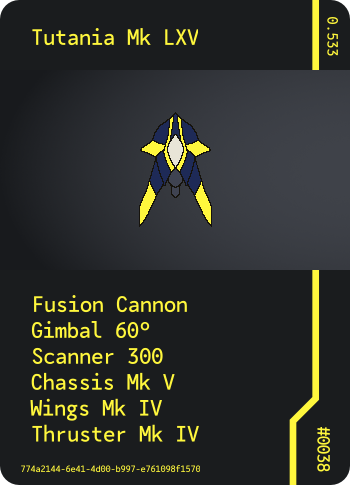 Tutania Mk LXV
0.533
Fusion Cannon
Gimbal 60°
Scanner 300
Chassis Mk V
Wings Mk IV
Thruster Mk IV
#0038
774a2144-6e41-4d00-b997-e761098f1570